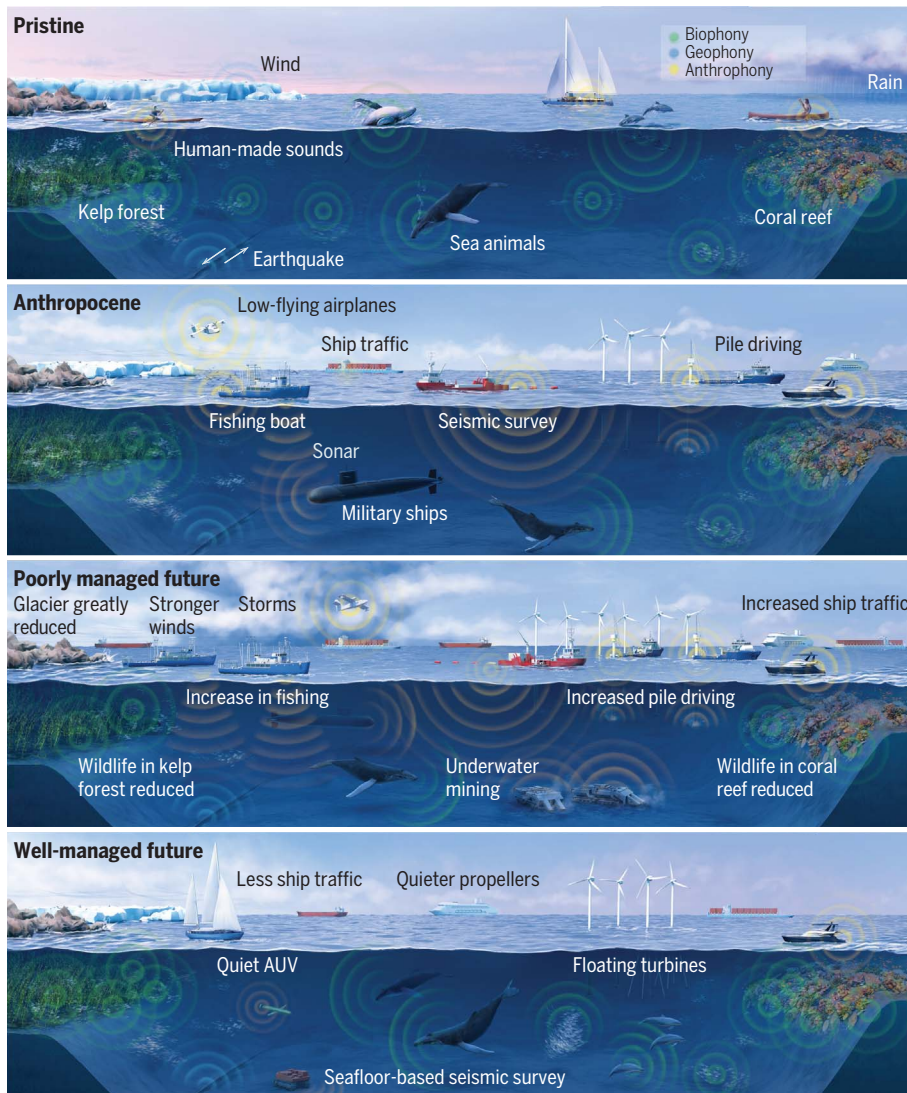 Pristine
Biophony
Geophony
Anthrophony
Wind
Rain
Human-made sounds
Kelp forest
Sea animals
Coral reef
Earthquake
Anthropocene
Low-flying airplanes
Ship traffic
Pile driving
Fishing boat
Seismic survey
Sonar
Military ships
Poorly managed future
Glacier greatly
reduced
Stronger
winds
Storms
Increased ship traffic
Increase in fishing
Increased pile driving
Wildlife in kelp
forest reduced
Underwater
mining
Wildlife in coral
reef reduced
Well-managed future
Less ship traffic
Quieter propellers
Quiet AUV
Floating turbines
Seafloor-based seismic survey